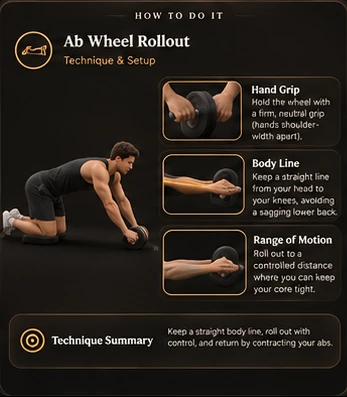 HOW TO DO IT
Ab Wheel Rollout
Technique & Setup
Hand Grip
Hold the wheel with
a firm, neutral grip
(hands shoulder-
width apart).
Body Line
Keep a straight line
from your head to
your knees, avoiding
a sagging lower back.
Range of Motion
Roll out to a
controlled distance
where you can keep
your core tight.
Technique Summary
Keep a straight body line, roll out with
control, and return by contracting your abs.